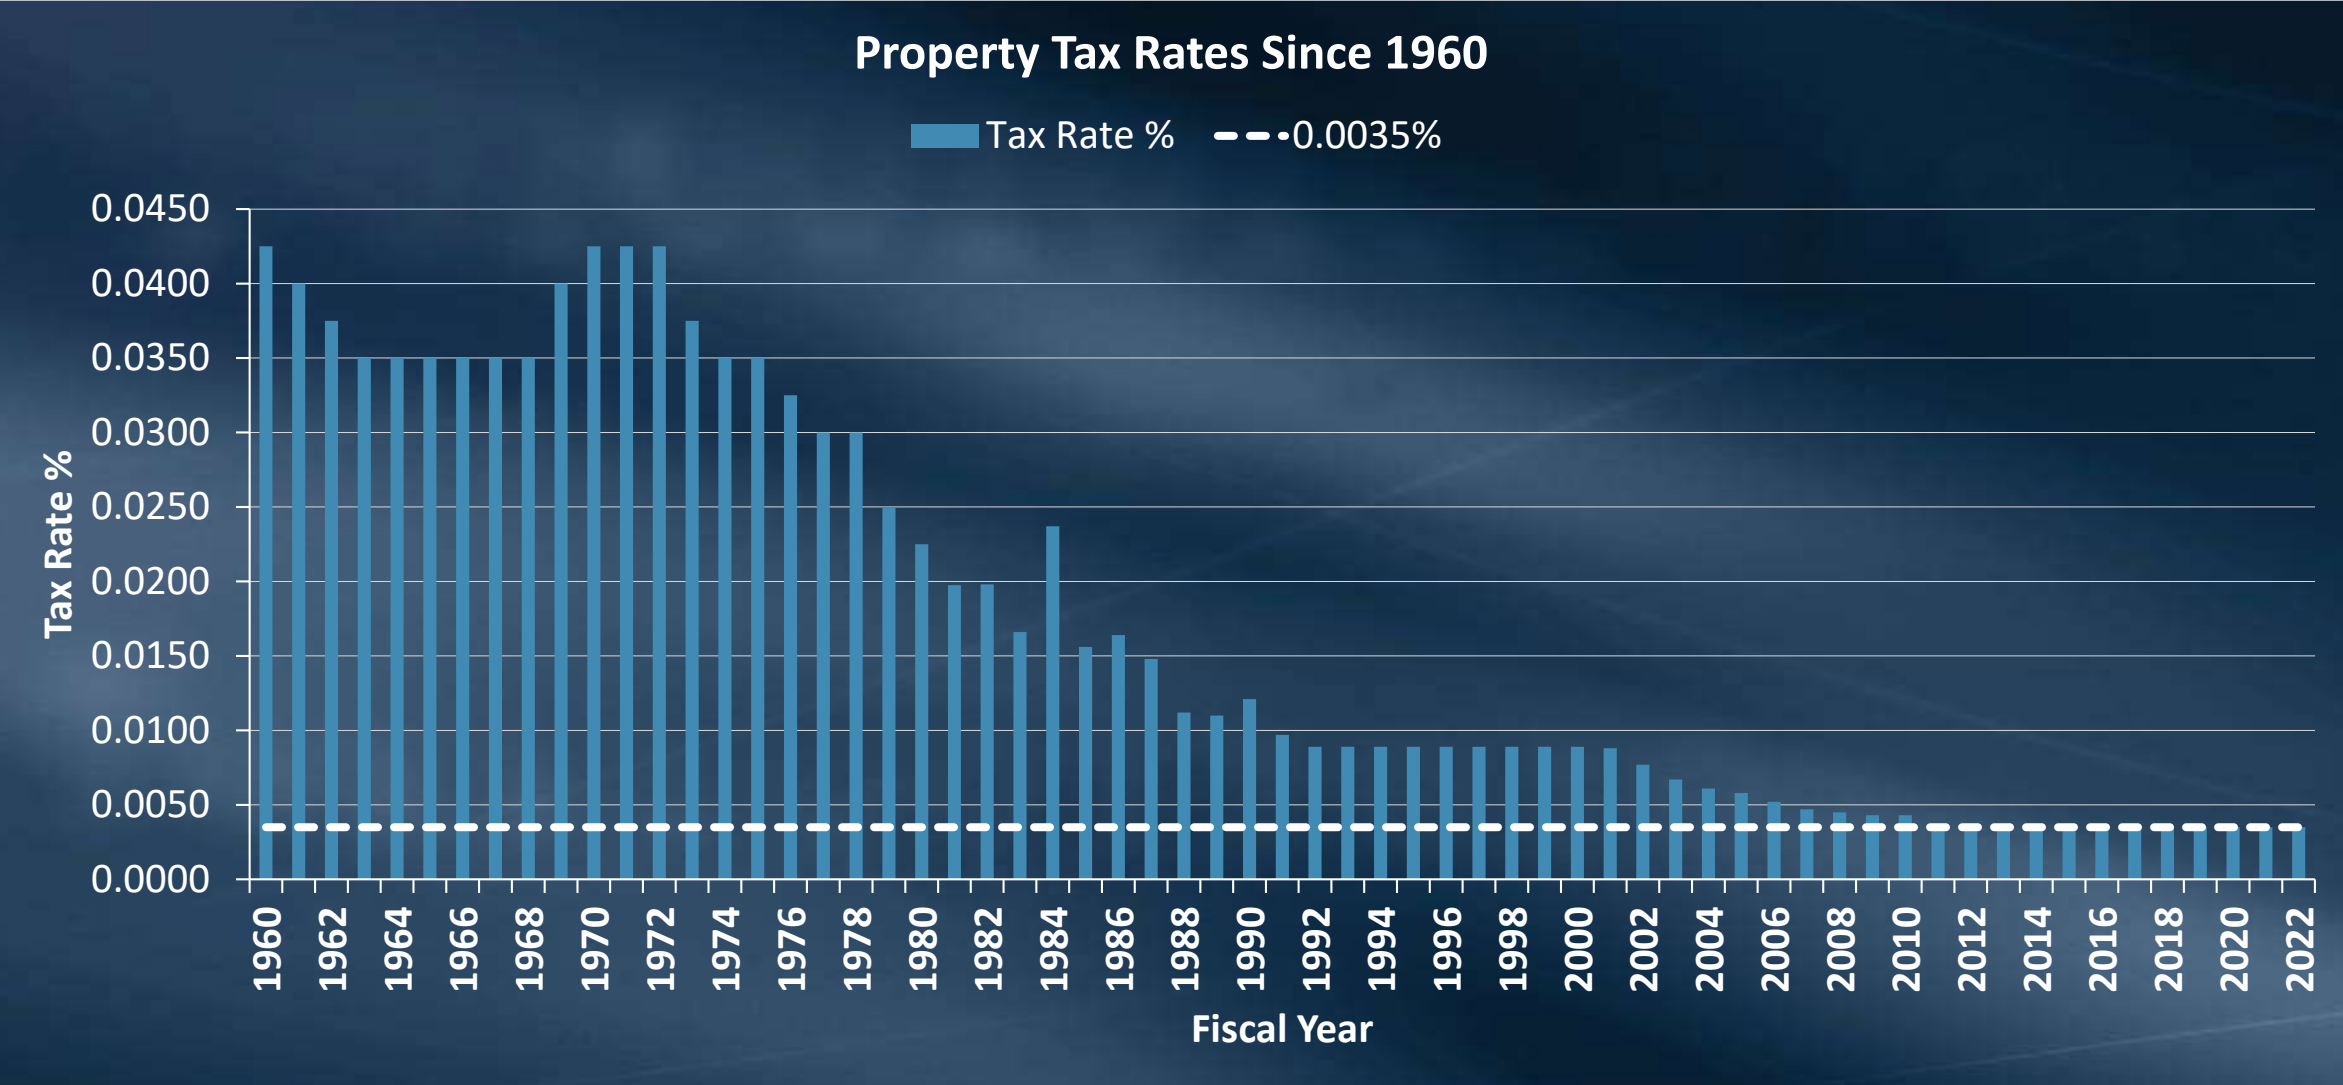 Property Tax Rates Since 1960
Tax Rate % 0.0035%
0.0450
0.0400
0.0350
0.0300
0.0250
0.0200
0.0150
0.0100
0.0050
0.0000
Tax Rate %
1960 1962 1964 1966 1968 1970 1972 1974 1976 1978 1980 1982 1984 1986 1988 1990 1992 1994 1996 1998 2000 2002 2004 2006 2008 2010 2012 2014 2016 2018 2020 2022
Fiscal Year